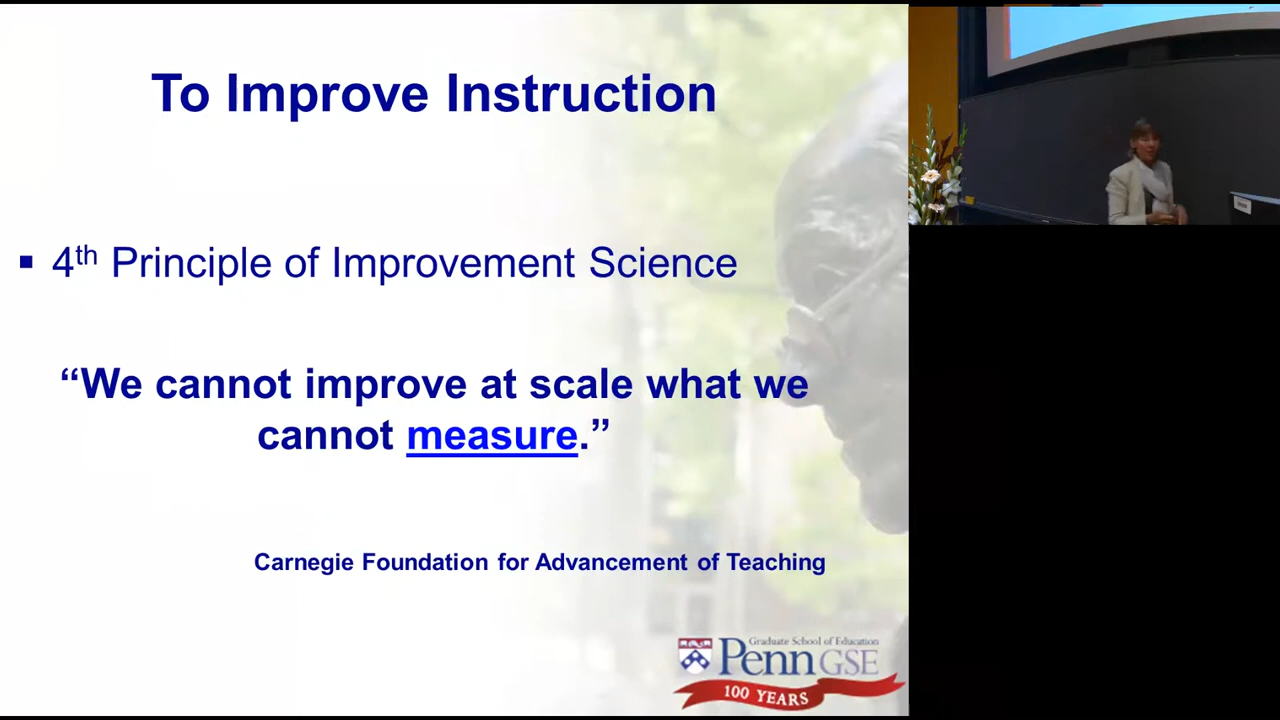 To Improve Instruction
▪ 4th Principle of Improvement Science
“We cannot improve at scale what we
cannot measure.”
Carnegie Foundation for Advancement of Teaching
Graduate School of Education
Penn GSE
100 YEARS